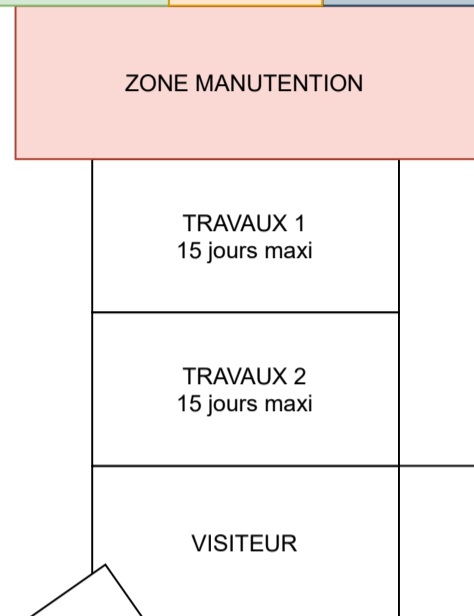 ZONE MANUTENTION
TRAVAUX 1
15 jours maxi
TRAVAUX 2
15 jours maxi
VISITEUR